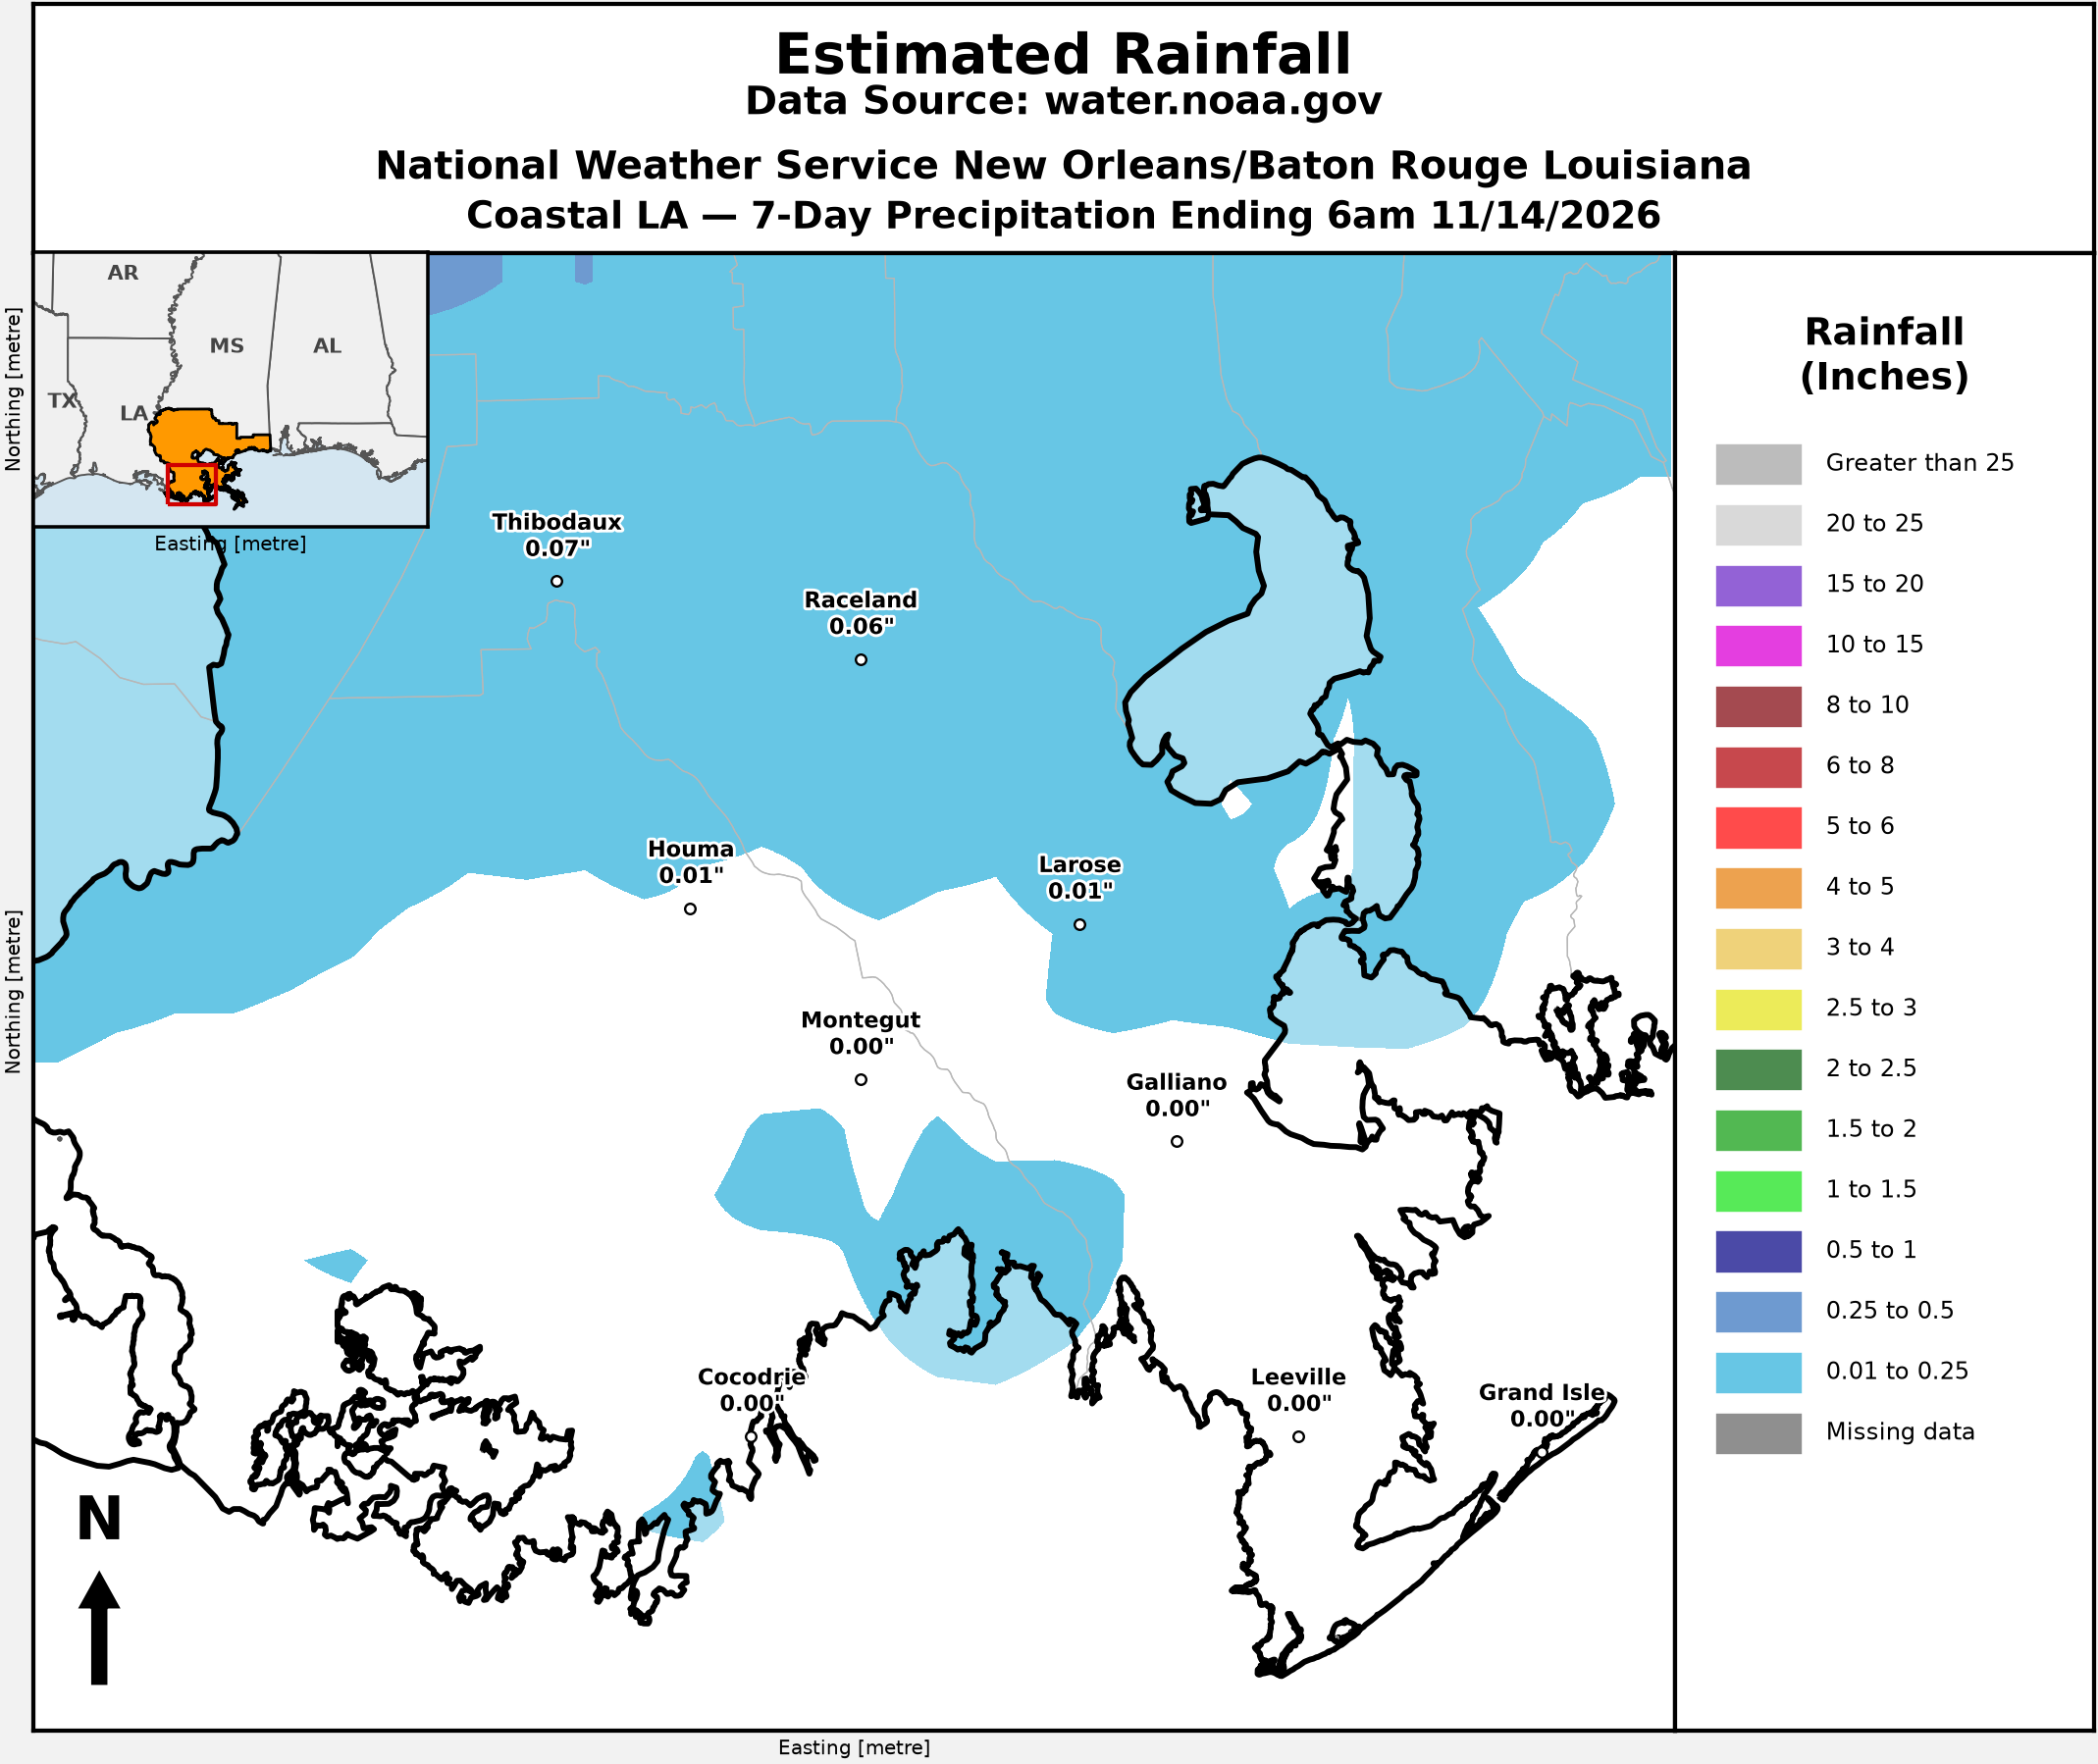 Estimated Rainfall
Data Source: water.noaa.gov
National Weather Service New Orleans/Baton Rouge Louisiana
Coastal LA — 7-Day Precipitation Ending 6am 11/14/2026
Northing [metre]
AR
MS
AL
TX
LA
Easting [metre]
Thibodaux
0.07"
Raceland
0.06"
Houma
0.01"
Larose
0.01"
Northing [metre]
Montegut
0.00"
Galliano
0.00"
Cocodrie
0.00"
Leeville
0.00"
Grand Isle
0.00"
N
Easting [metre]
Rainfall
(Inches)
Greater than 25
20 to 25
15 to 20
10 to 15
8 to 10
6 to 8
5 to 6
4 to 5
3 to 4
2.5 to 3
2 to 2.5
1.5 to 2
1 to 1.5
0.5 to 1
0.25 to 0.5
0.01 to 0.25
Missing data